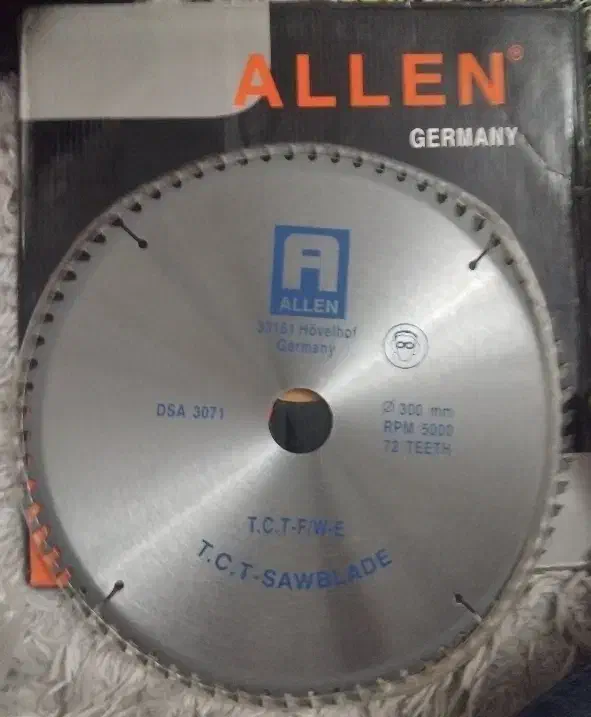 ALLEN®
GERMANY
A
ALLEN
33161 Hövelhof
Germany
DSA 3071
Ø 300 mm
RPM 5000
72 TEETH
T.C.T-F/W-E
T.C.T-SAWBLADE